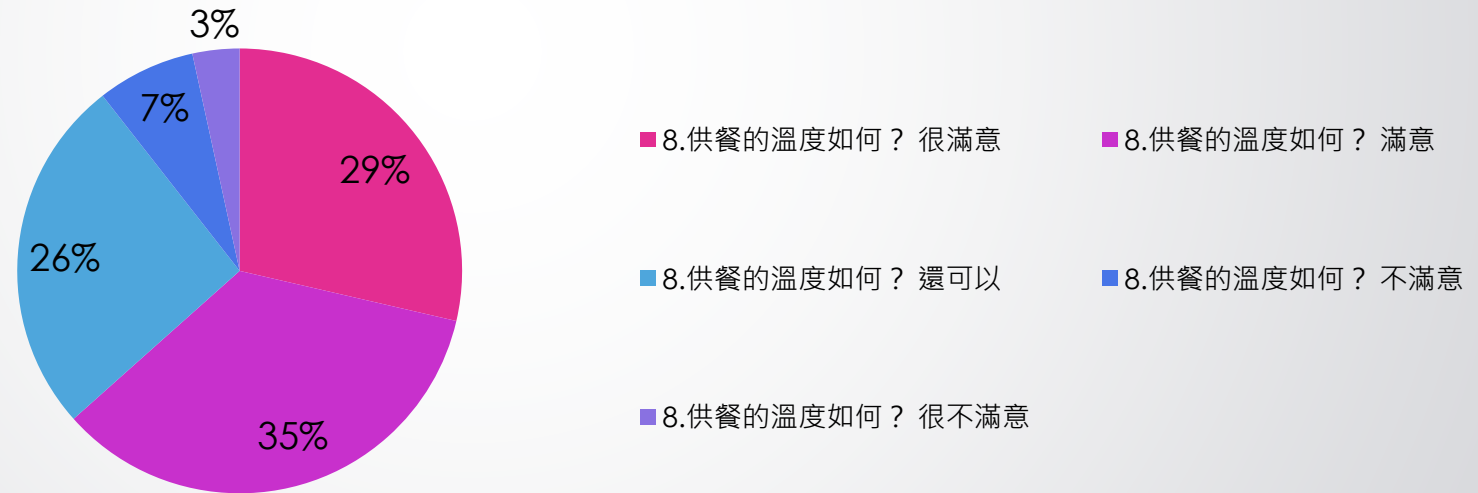 3%
7%
29%
26%
35%
8.供餐的溫度如何？ 很滿意
8.供餐的溫度如何？ 滿意
8.供餐的溫度如何？ 還可以
8.供餐的溫度如何？ 不滿意
8.供餐的溫度如何？ 很不滿意